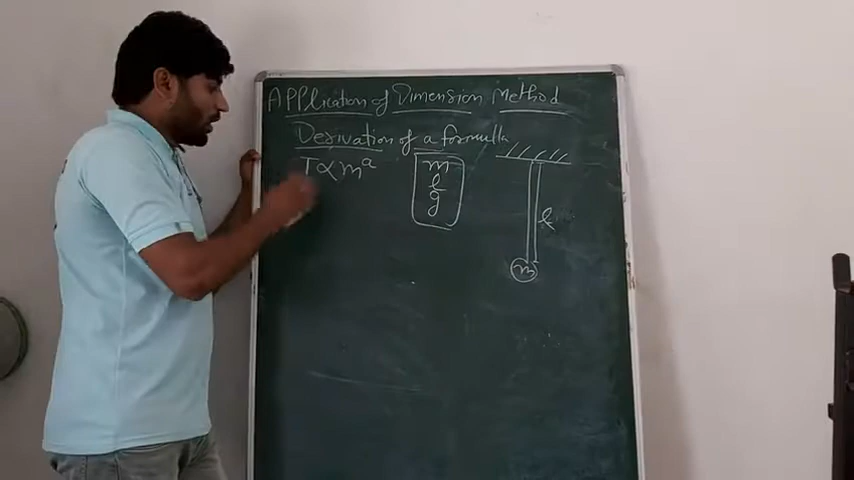 Application of Dimension Method
Derivation of a formula
T ∝ m^a
m
l
g
l
m